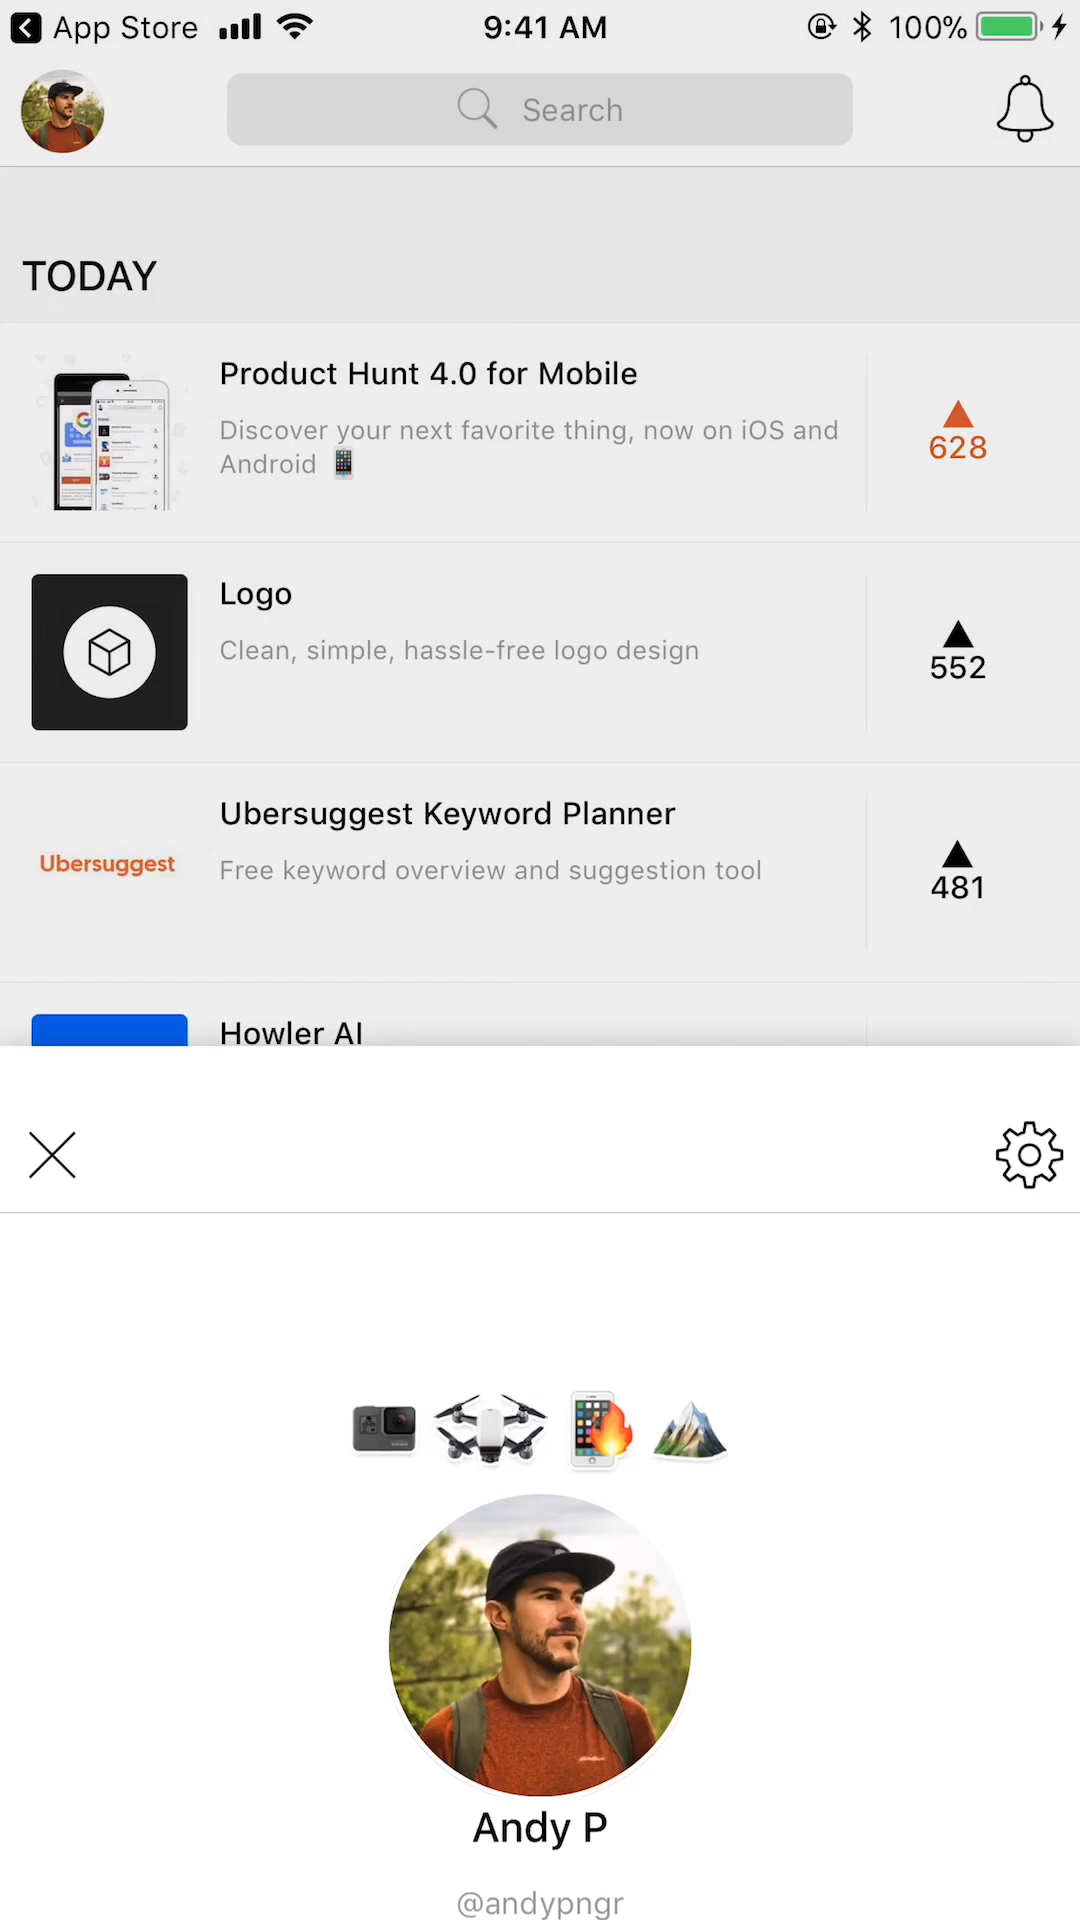 App Store
9:41 AM
100%
Search
TODAY
Product Hunt 4.0 for Mobile
Discover your next favorite thing, now on iOS and
Android
628
Logo
Clean, simple, hassle-free logo design
552
Ubersuggest
Ubersuggest Keyword Planner
Free keyword overview and suggestion tool
481
Howler AI
Andy P
@andypngr